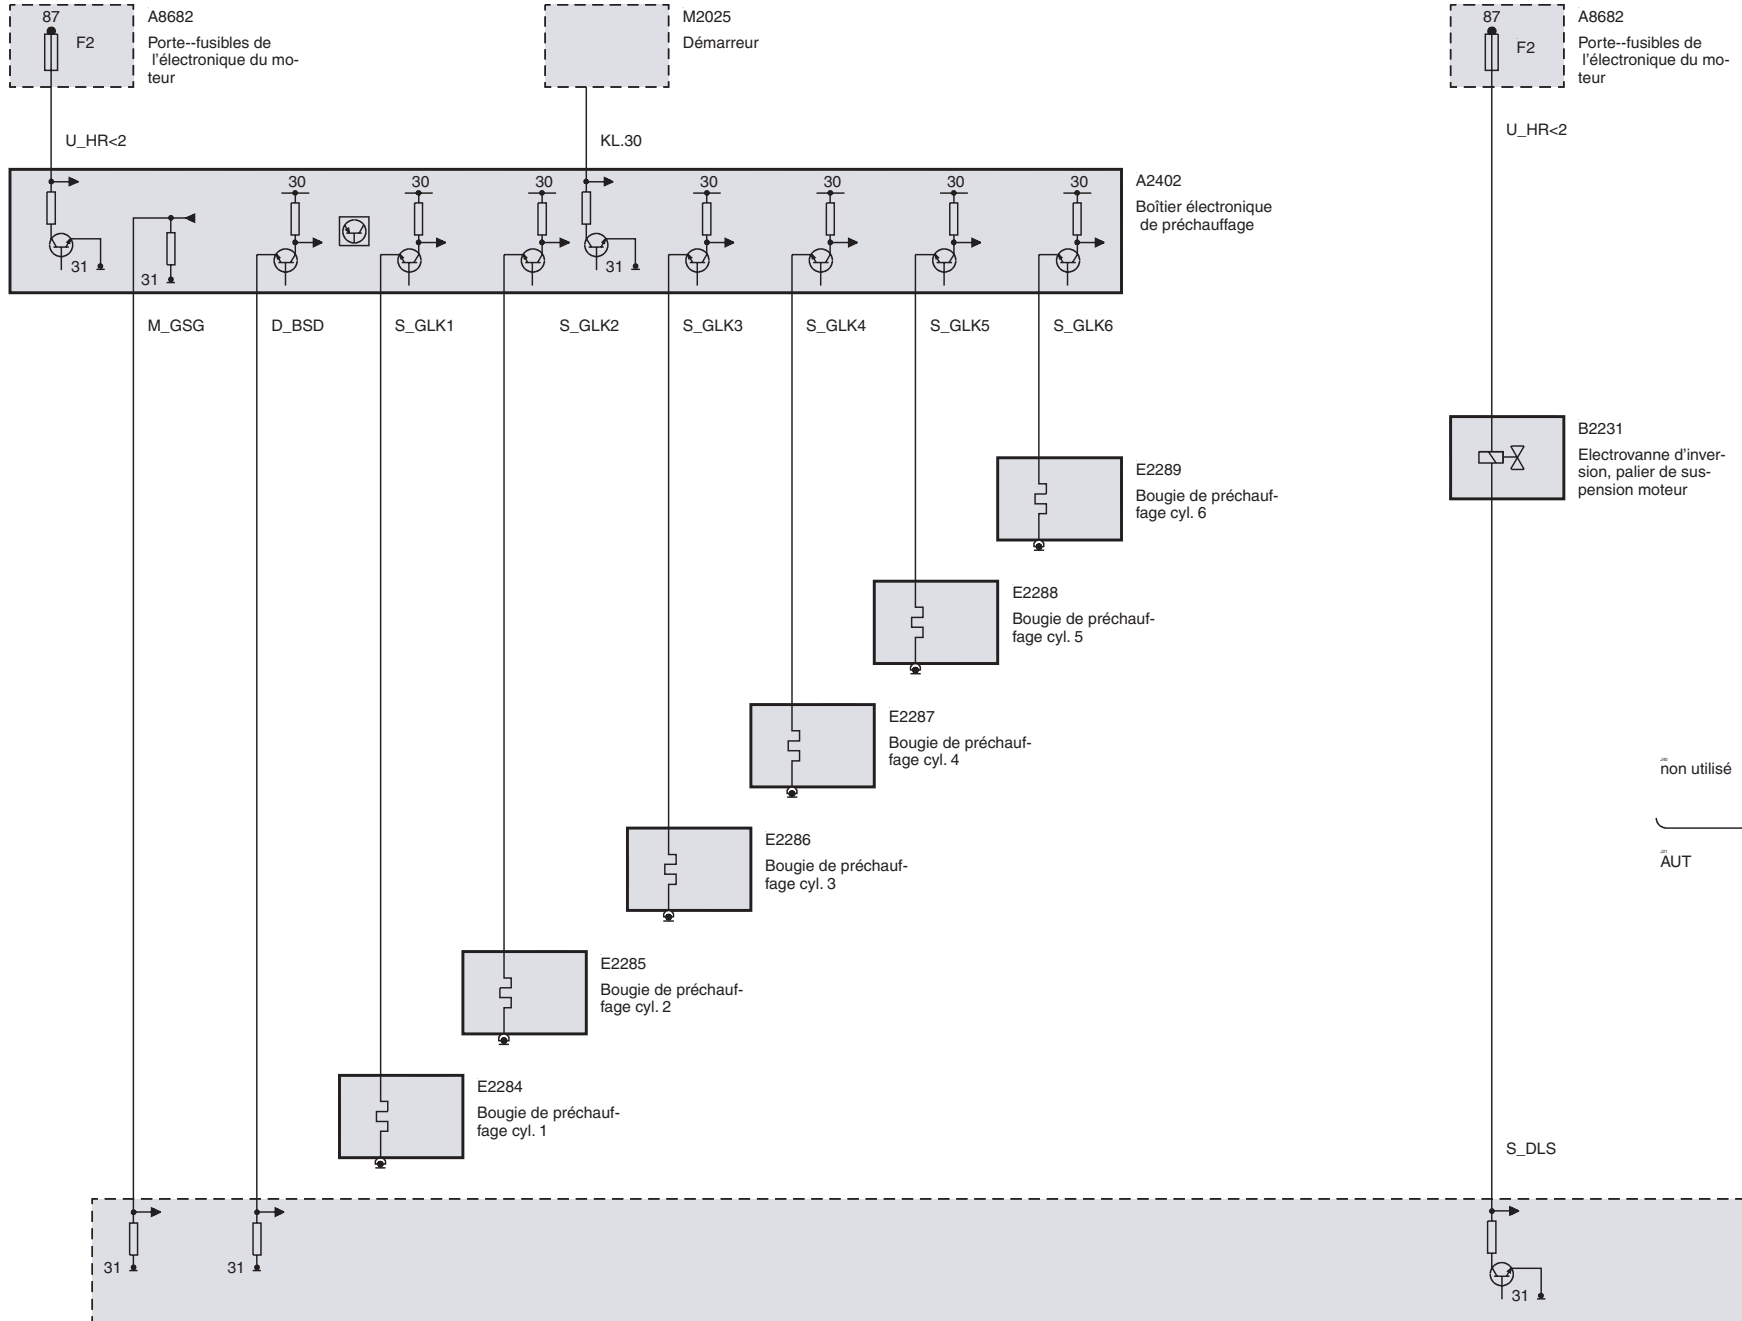 87
F2
A8682
Porte--fusibles de
l'électronique du mo-
teur
M2025
Démarreur
87
F2
A8682
Porte--fusibles de
l'électronique du mo-
teur
U_HR<2
KL.30
U_HR<2
30
30
30
30
30
30
30
A2402
Boîtier électronique
de préchauffage
31
31
31
M_GSG
D_BSD
S_GLK1
S_GLK2
S_GLK3
S_GLK4
S_GLK5
S_GLK6
B2231
Electrovanne d'inver-
sion, palier de sus-
pension moteur
E2289
Bougie de préchauf-
fage cyl. 6
E2288
Bougie de préchauf-
fage cyl. 5
E2287
Bougie de préchauf-
fage cyl. 4
non utilisé
E2286
Bougie de préchauf-
fage cyl. 3
AUT
E2285
Bougie de préchauf-
fage cyl. 2
E2284
Bougie de préchauf-
fage cyl. 1
S_DLS
31
31
31